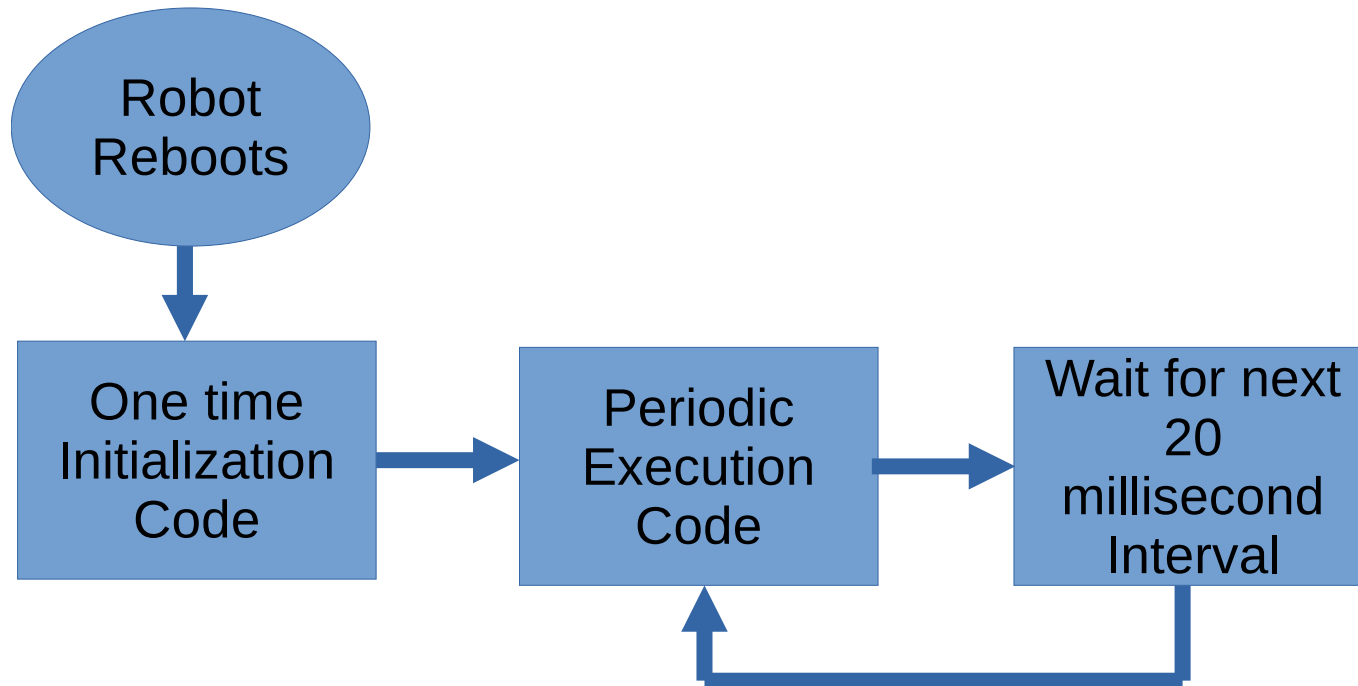 Robot
Reboots
One time
Initialization
Code
Periodic
Execution
Code
Wait for next
20
millisecond
Interval